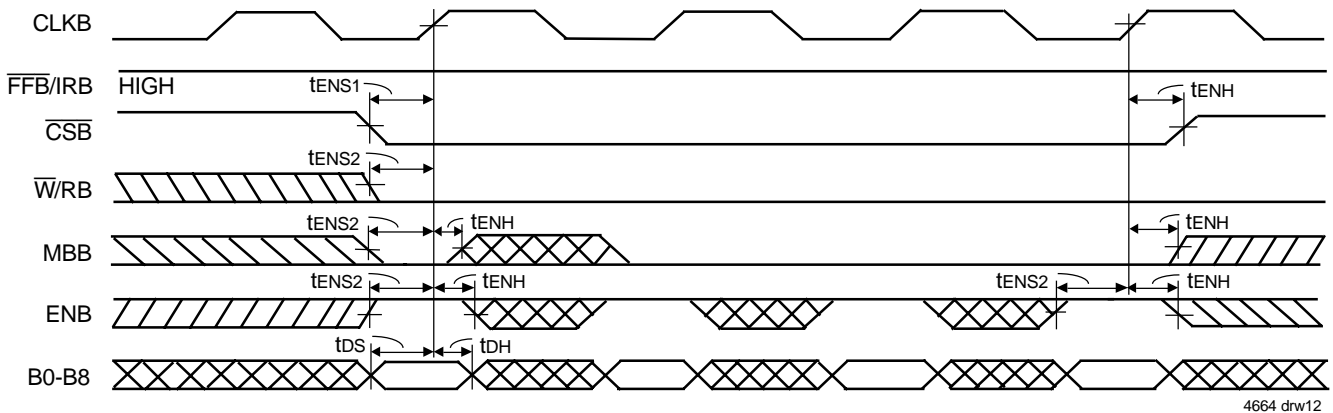 CLKB
FFB/IRB HIGH
tENS1
tENH
CSB
tENS2
W/RB
tENS2
tENH
tENH
MBB
tENS2
tENH
tENS2
tENH
ENB
tDS
tDH
B0-B8
4664 drw12